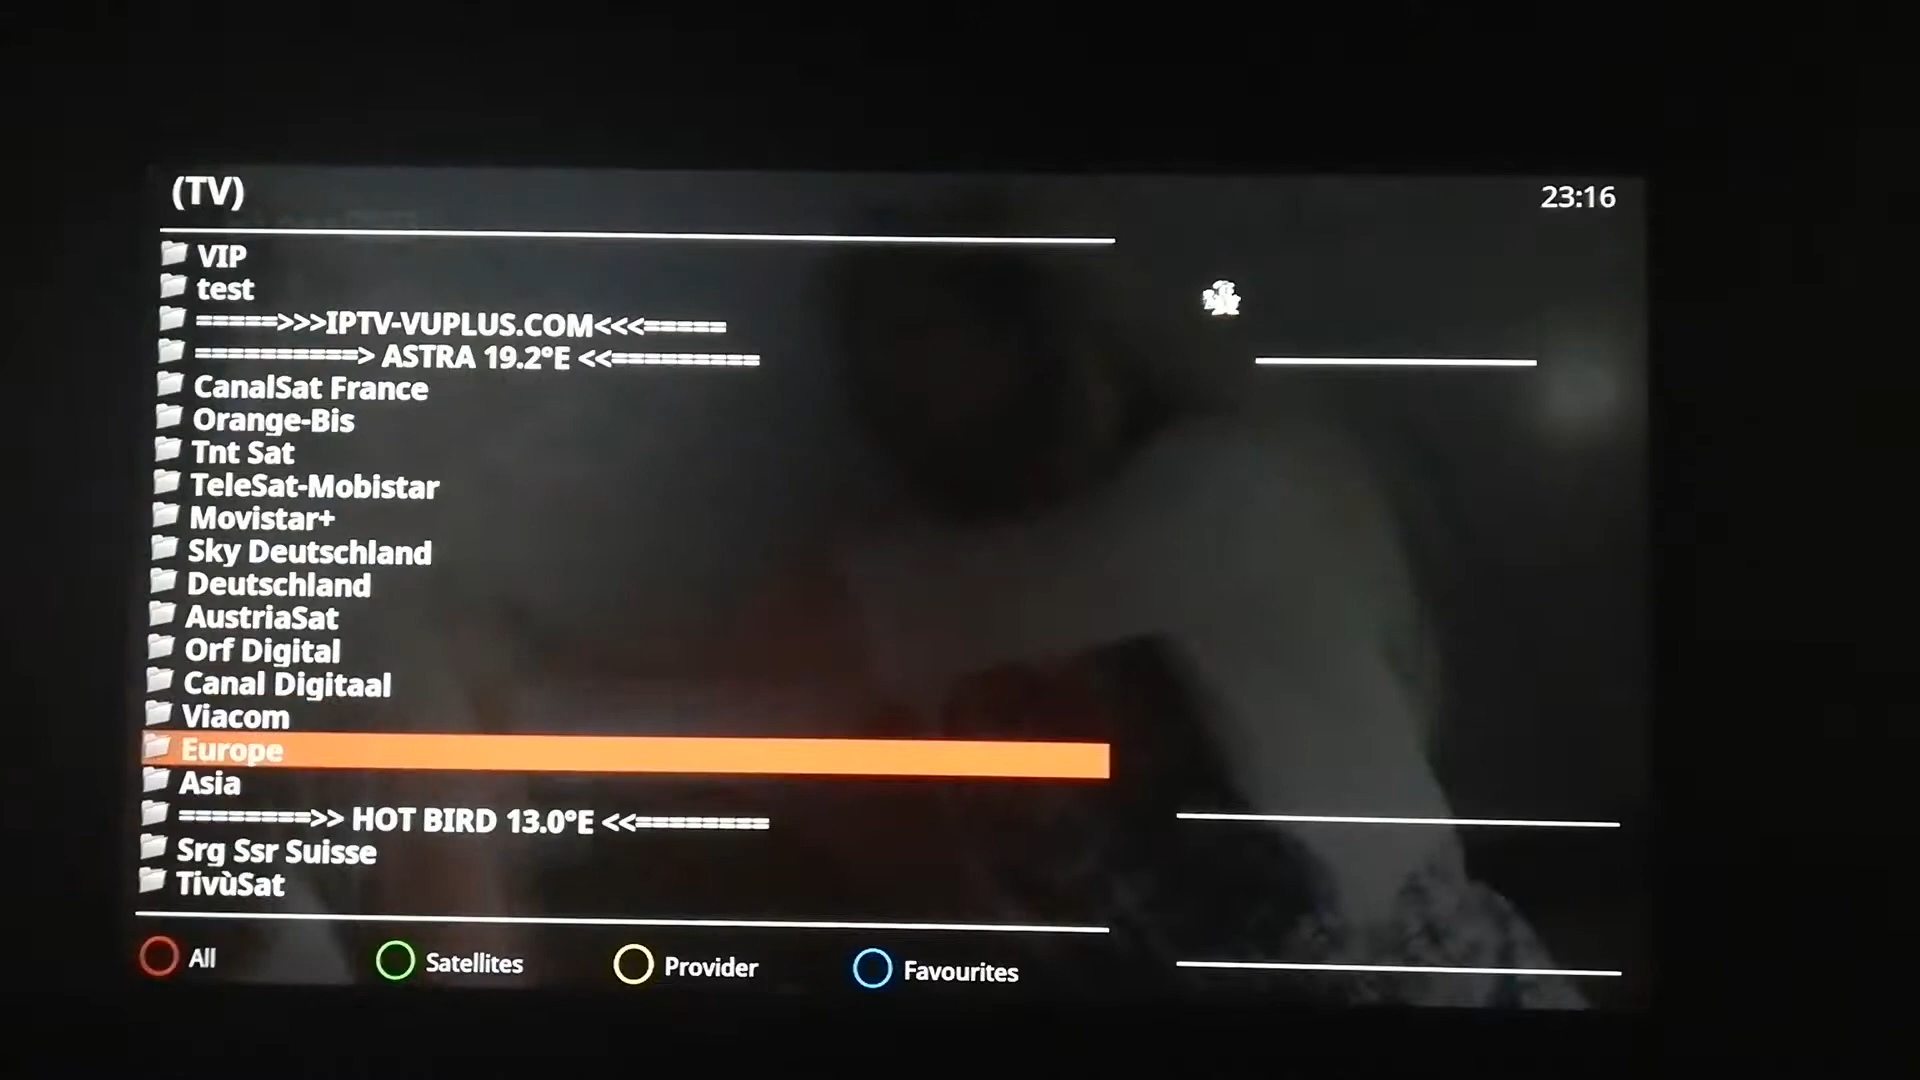 (TV)
23:16
VIP
test
=====>>>IPTV-VUPLUS.COM<<<=====
==========> ASTRA 19.2°E <<=========
CanalSat France
Orange-Bis
Tnt Sat
TeleSat-Mobistar
Movistar+
Sky Deutschland
Deutschland
AustriaSat
Orf Digital
Canal Digitaal
Viacom
Europe
Asia
========>> HOT BIRD 13.0°E <<========
Srg Ssr Suisse
TivùSat
All
Satellites
Provider
Favourites